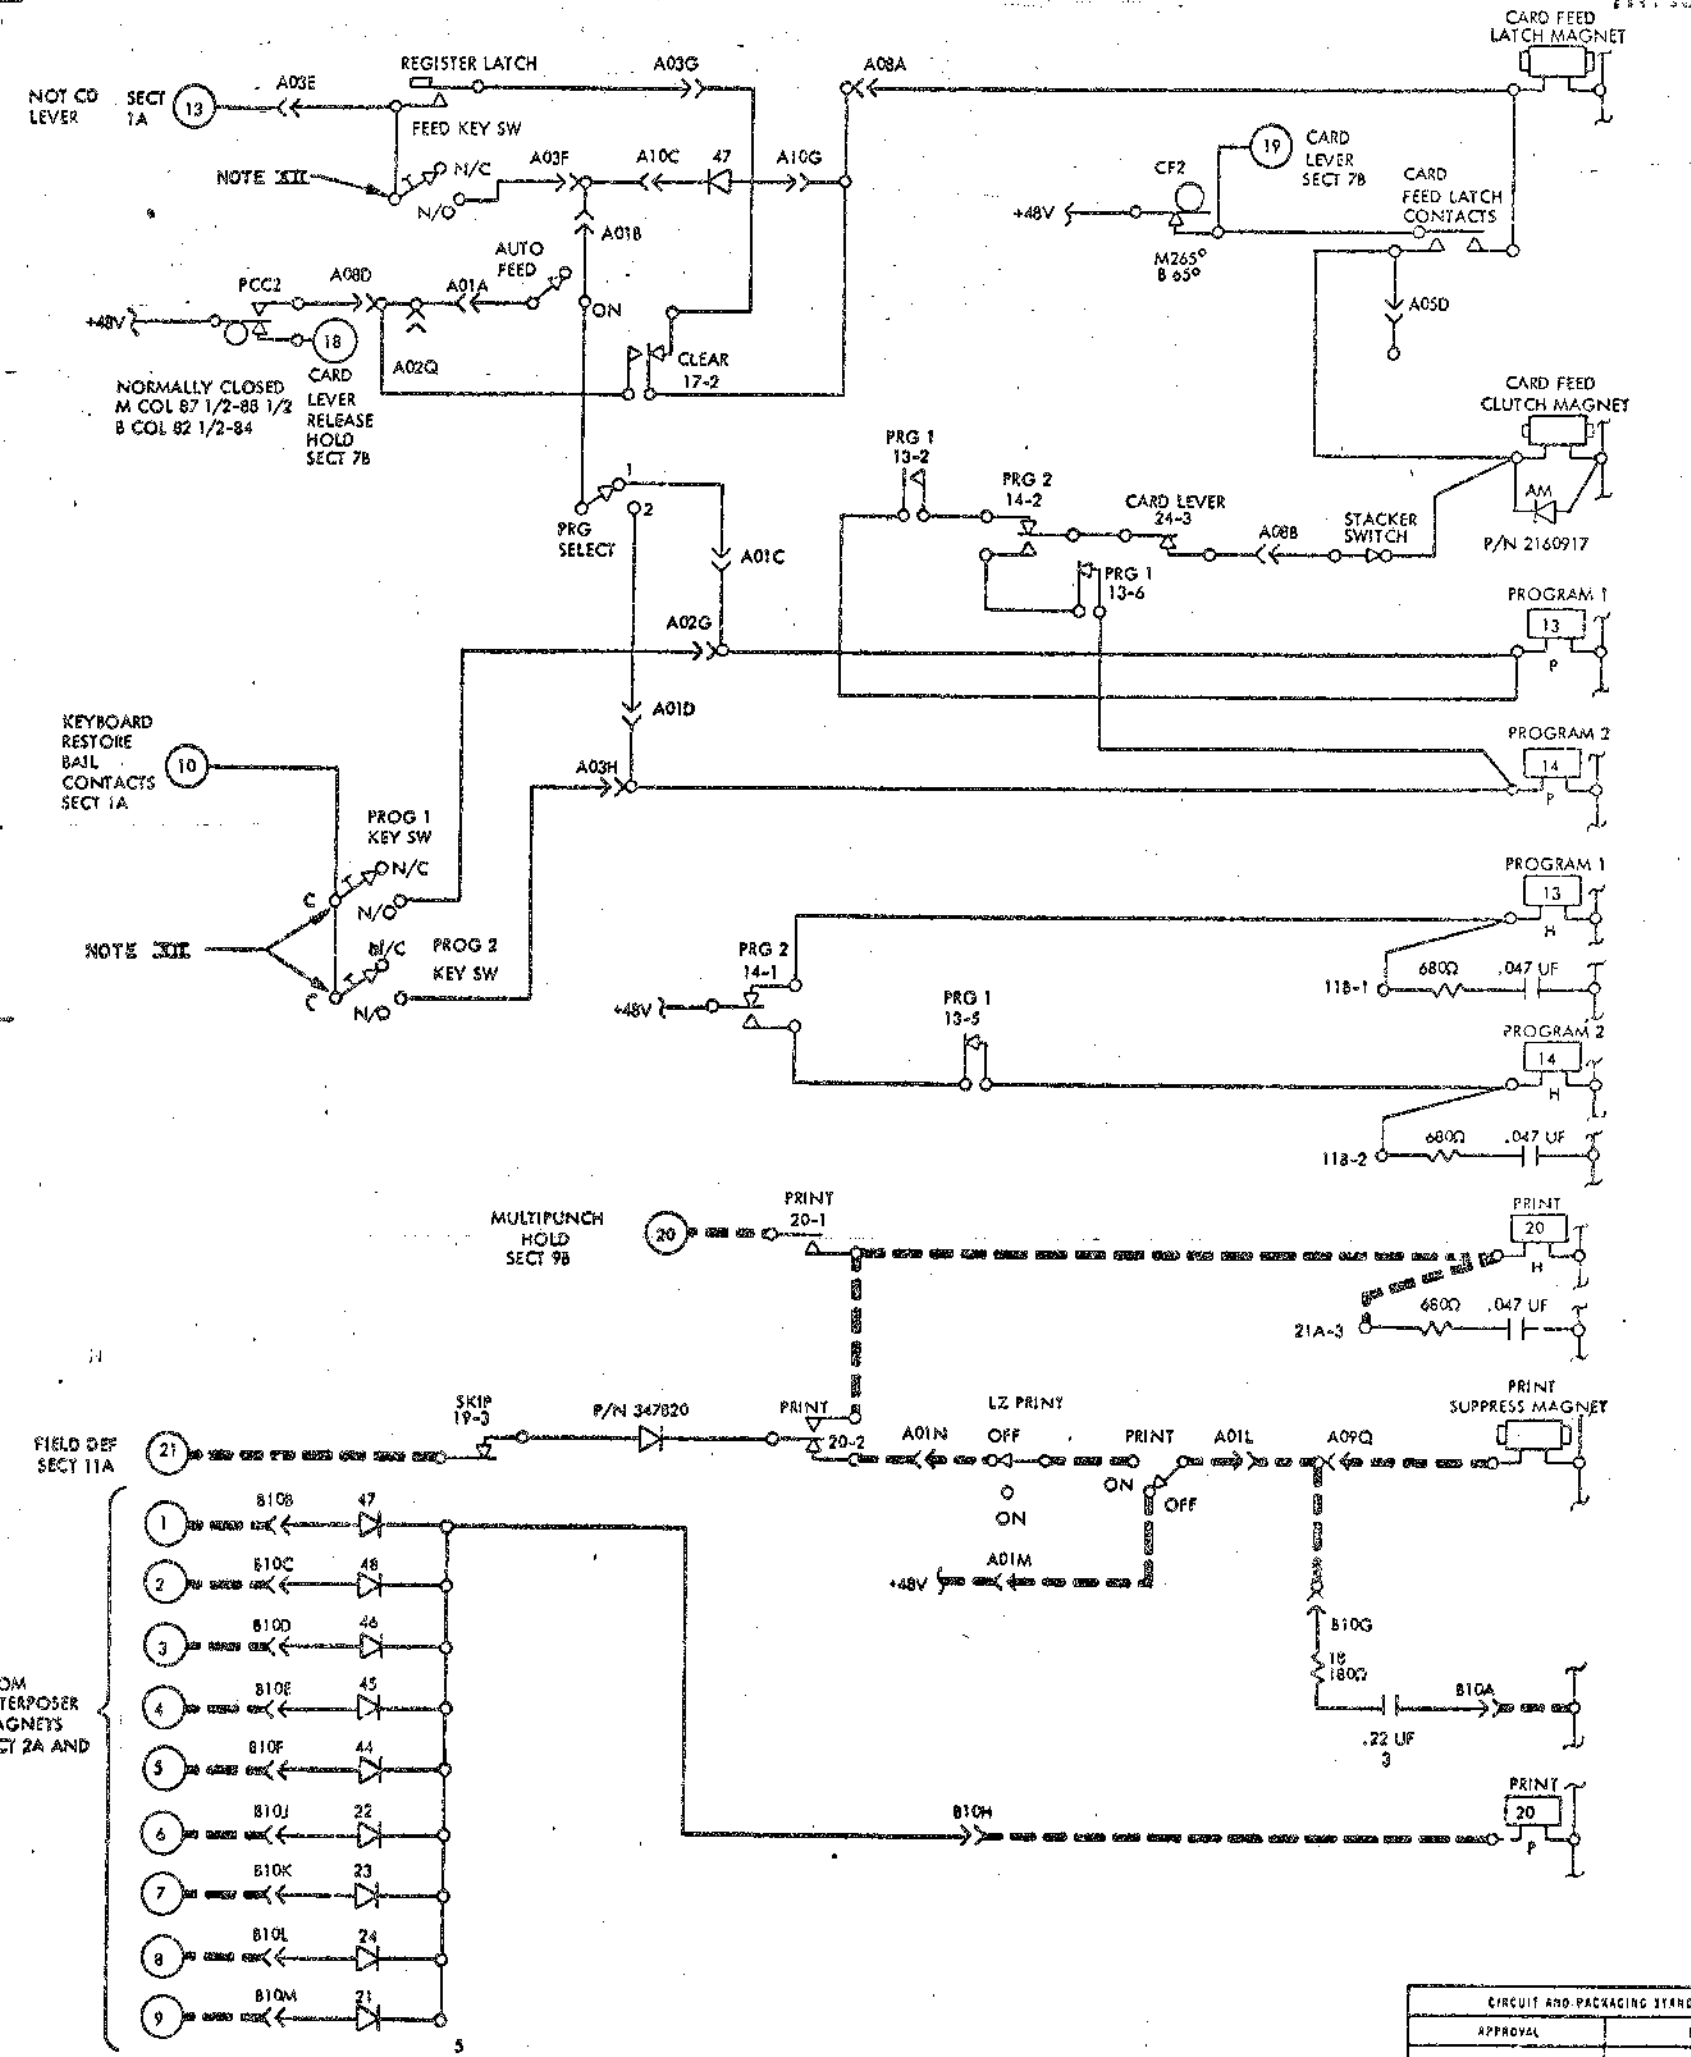 CARD FEED
LATCH MAGNET
REGISTER LATCH
A03G
A08A
NOT CD
LEVER
SECT
1A
13
A03E
FEED KEY SW
NOTE XII
N/C
N/O
A03F
A10C
47
A10G
19
CARD
LEVER
SECT 7B
CF2
+48V
M265°
B 65°
CARD
FEED LATCH
CONTACTS
A01B
AUTO
FEED
ON
PCC2
A08D
A01A
+48V
18
A02Q
CLEAR
17-2
A05D
NORMALLY CLOSED
M COL 87 1/2-88 1/2
B COL 82 1/2-84
CARD
LEVER
RELEASE
HOLD
SECT 7B
CARD FEED
CLUTCH MAGNET
AM
P/N 2160917
PRG 1
13-2
PRG 2
14-2
CARD LEVER
24-3
A08B
STACKER
SWITCH
1
2
PRG
SELECT
A01C
PRG 1
13-6
PROGRAM 1
13
P
A02G
A01D
KEYBOARD
RESTORE
BAIL
CONTACTS
SECT 1A
10
A03H
PROGRAM 2
14
P
PROG 1
KEY SW
N/C
C
N/O
NOTE XII
N/C
PROG 2
KEY SW
C
N/O
PROGRAM 1
13
H
PRG 2
14-1
+48V
PRG 1
13-5
11B-1
680Ω
.047 UF
PROGRAM 2
14
H
11B-2
680Ω
.047 UF
MULTIPUNCH
HOLD
SECT 9B
20
PRINT
20-1
PRINT
20
H
21A-3
680Ω
.047 UF
FIELD DEF
SECT 11A
21
SKIP
19-3
P/N 347820
PRINT
20-2
A01N
LZ PRINT
OFF
ON
PRINT
ON
OFF
A01L
A09Q
PRINT
SUPPRESS MAGNET
+48V
A01M
B10G
18
180Ω
.22 UF
3
B10A
1
B10B
47
2
B10C
48
3
B10D
46
4
B10E
45
5
B10F
44
6
B10J
22
7
B10K
23
8
B10L
24
9
B10M
21
5
OM
TERPOSER
AGNETS
CT 2A AND
B10H
PRINT
20
P
CIRCUIT AND PACKAGING STAND
APPROVAL